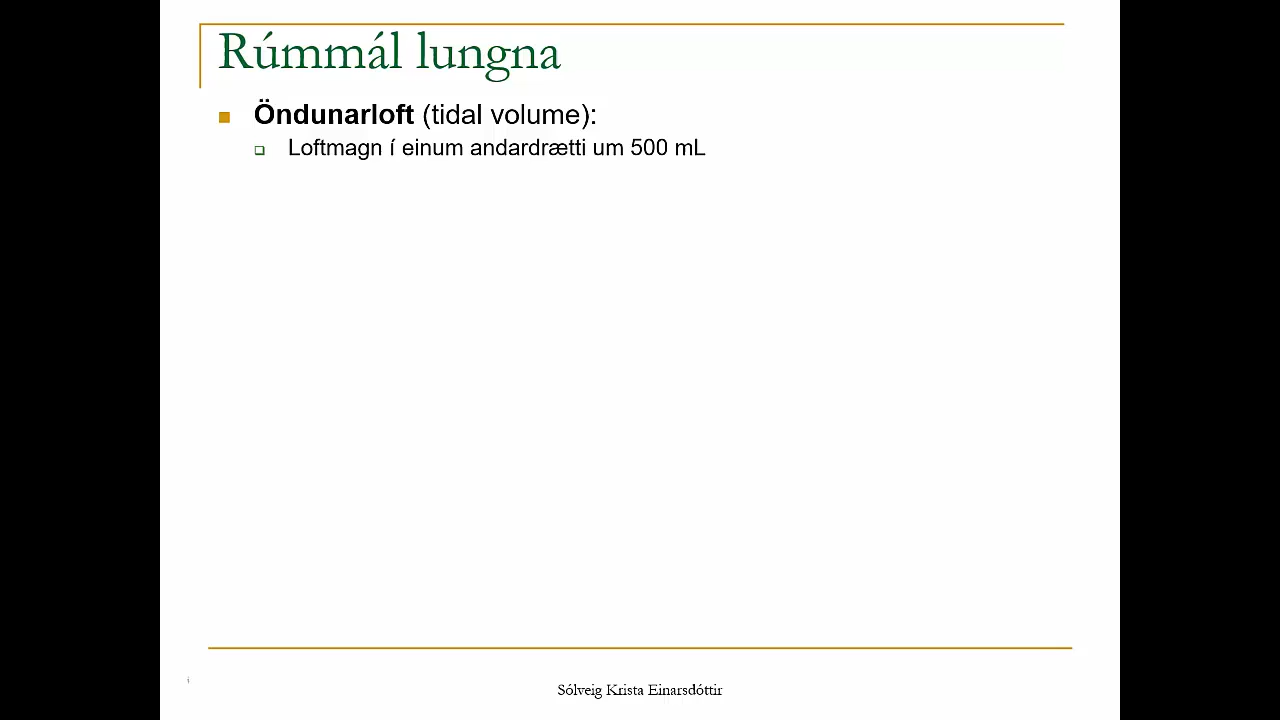 Rúmmál lungna
Öndunarloft (tidal volume):
Loftmagn í einum andardrætti um 500 mL
Sólveig Krista Einarsdóttir